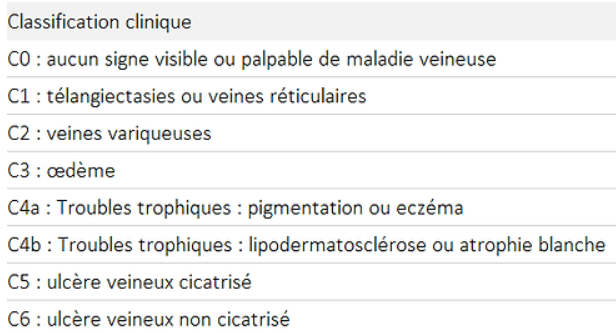 Classification clinique
C0 : aucun signe visible ou palpable de maladie veineuse
C1 : télangiectasies ou veines réticulaires
C2 : veines variqueuses
C3 : œdème
C4a : Troubles trophiques : pigmentation ou eczéma
C4b : Troubles trophiques : lipodermatosclérose ou atrophie blanche
C5 : ulcère veineux cicatrisé
C6 : ulcère veineux non cicatrisé